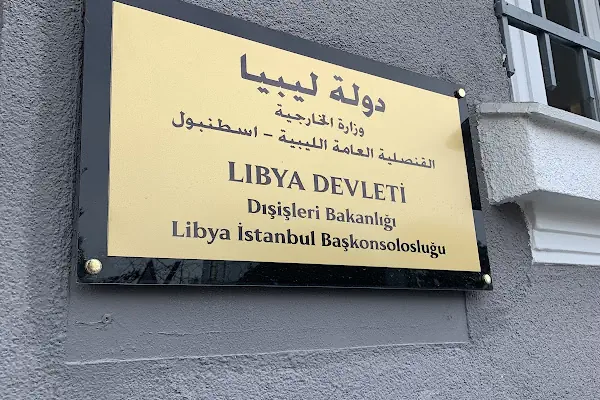 دولة ليبيا
وزارة الخارجية
القنصلية العامة الليبية - اسطنبول
LIBYA DEVLETİ
Dışişleri Bakanlığı
Libya İstanbul Başkonsolosluğu